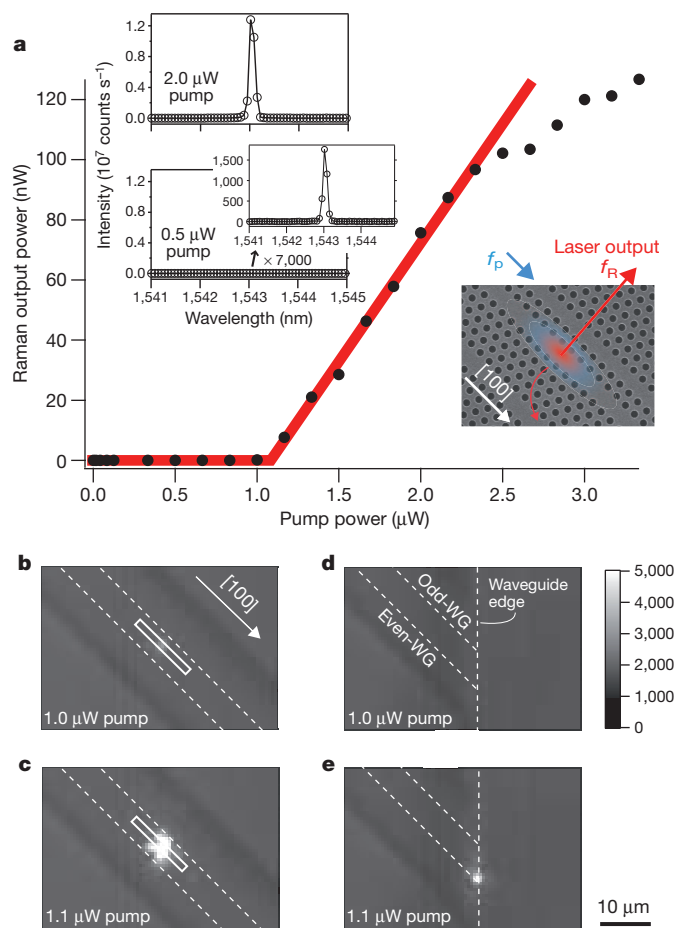 a
1.2
0.8
0.4
0.0
2.0 μW
pump
Intensity (10⁷ counts s⁻¹)
1.2
0.8
0.4
0.0
0.5 μW
pump
1,500
1,000
500
0
1,541 1,542 1,543 1,544
× 7,000
1,541 1,542 1,543 1,544 1,545
Wavelength (nm)
Raman output power (nW)
120
100
80
60
40
20
0
0.0 0.5 1.0 1.5 2.0 2.5 3.0
Pump power (μW)
Laser output
fP
fR
[100]
b
[100]
1.0 μW pump
d
Odd-WG
Even-WG
Waveguide
edge
1.0 μW pump
5,000
4,000
3,000
2,000
1,000
0
c
1.1 μW pump
e
1.1 μW pump
10 μm